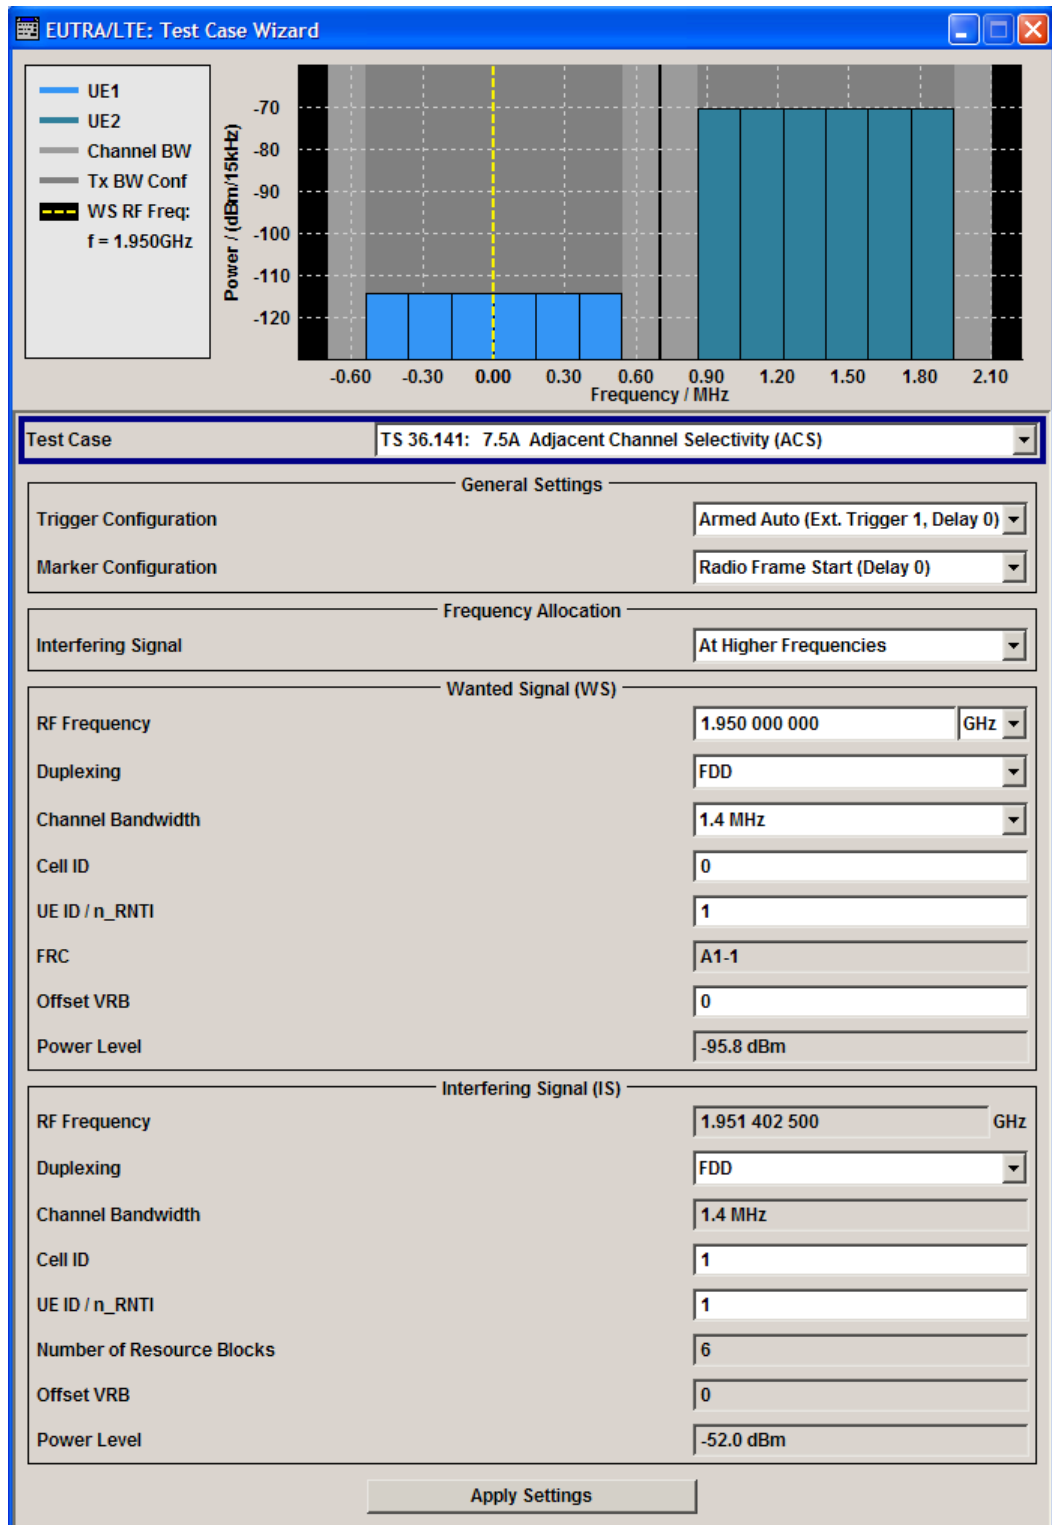 EUTRA/LTE: Test Case Wizard
UE1
UE2
Channel BW
Tx BW Conf
WS RF Freq:
f = 1.950GHz
Power / (dBm/15kHz)
-70
-80
-90
-100
-110
-120
-0.60 -0.30 0.00 0.30 0.60 0.90 1.20 1.50 1.80 2.10
Frequency / MHz
Test Case TS 36.141: 7.5A Adjacent Channel Selectivity (ACS)
General Settings
Trigger Configuration Armed Auto (Ext. Trigger 1, Delay 0)
Marker Configuration Radio Frame Start (Delay 0)
Frequency Allocation
Interfering Signal At Higher Frequencies
Wanted Signal (WS)
RF Frequency 1.950 000 000 GHz
Duplexing FDD
Channel Bandwidth 1.4 MHz
Cell ID 0
UE ID / n_RNTI 1
FRC A1-1
Offset VRB 0
Power Level -95.8 dBm
Interfering Signal (IS)
RF Frequency 1.951 402 500 GHz
Duplexing FDD
Channel Bandwidth 1.4 MHz
Cell ID 1
UE ID / n_RNTI 1
Number of Resource Blocks 6
Offset VRB 0
Power Level -52.0 dBm
Apply Settings